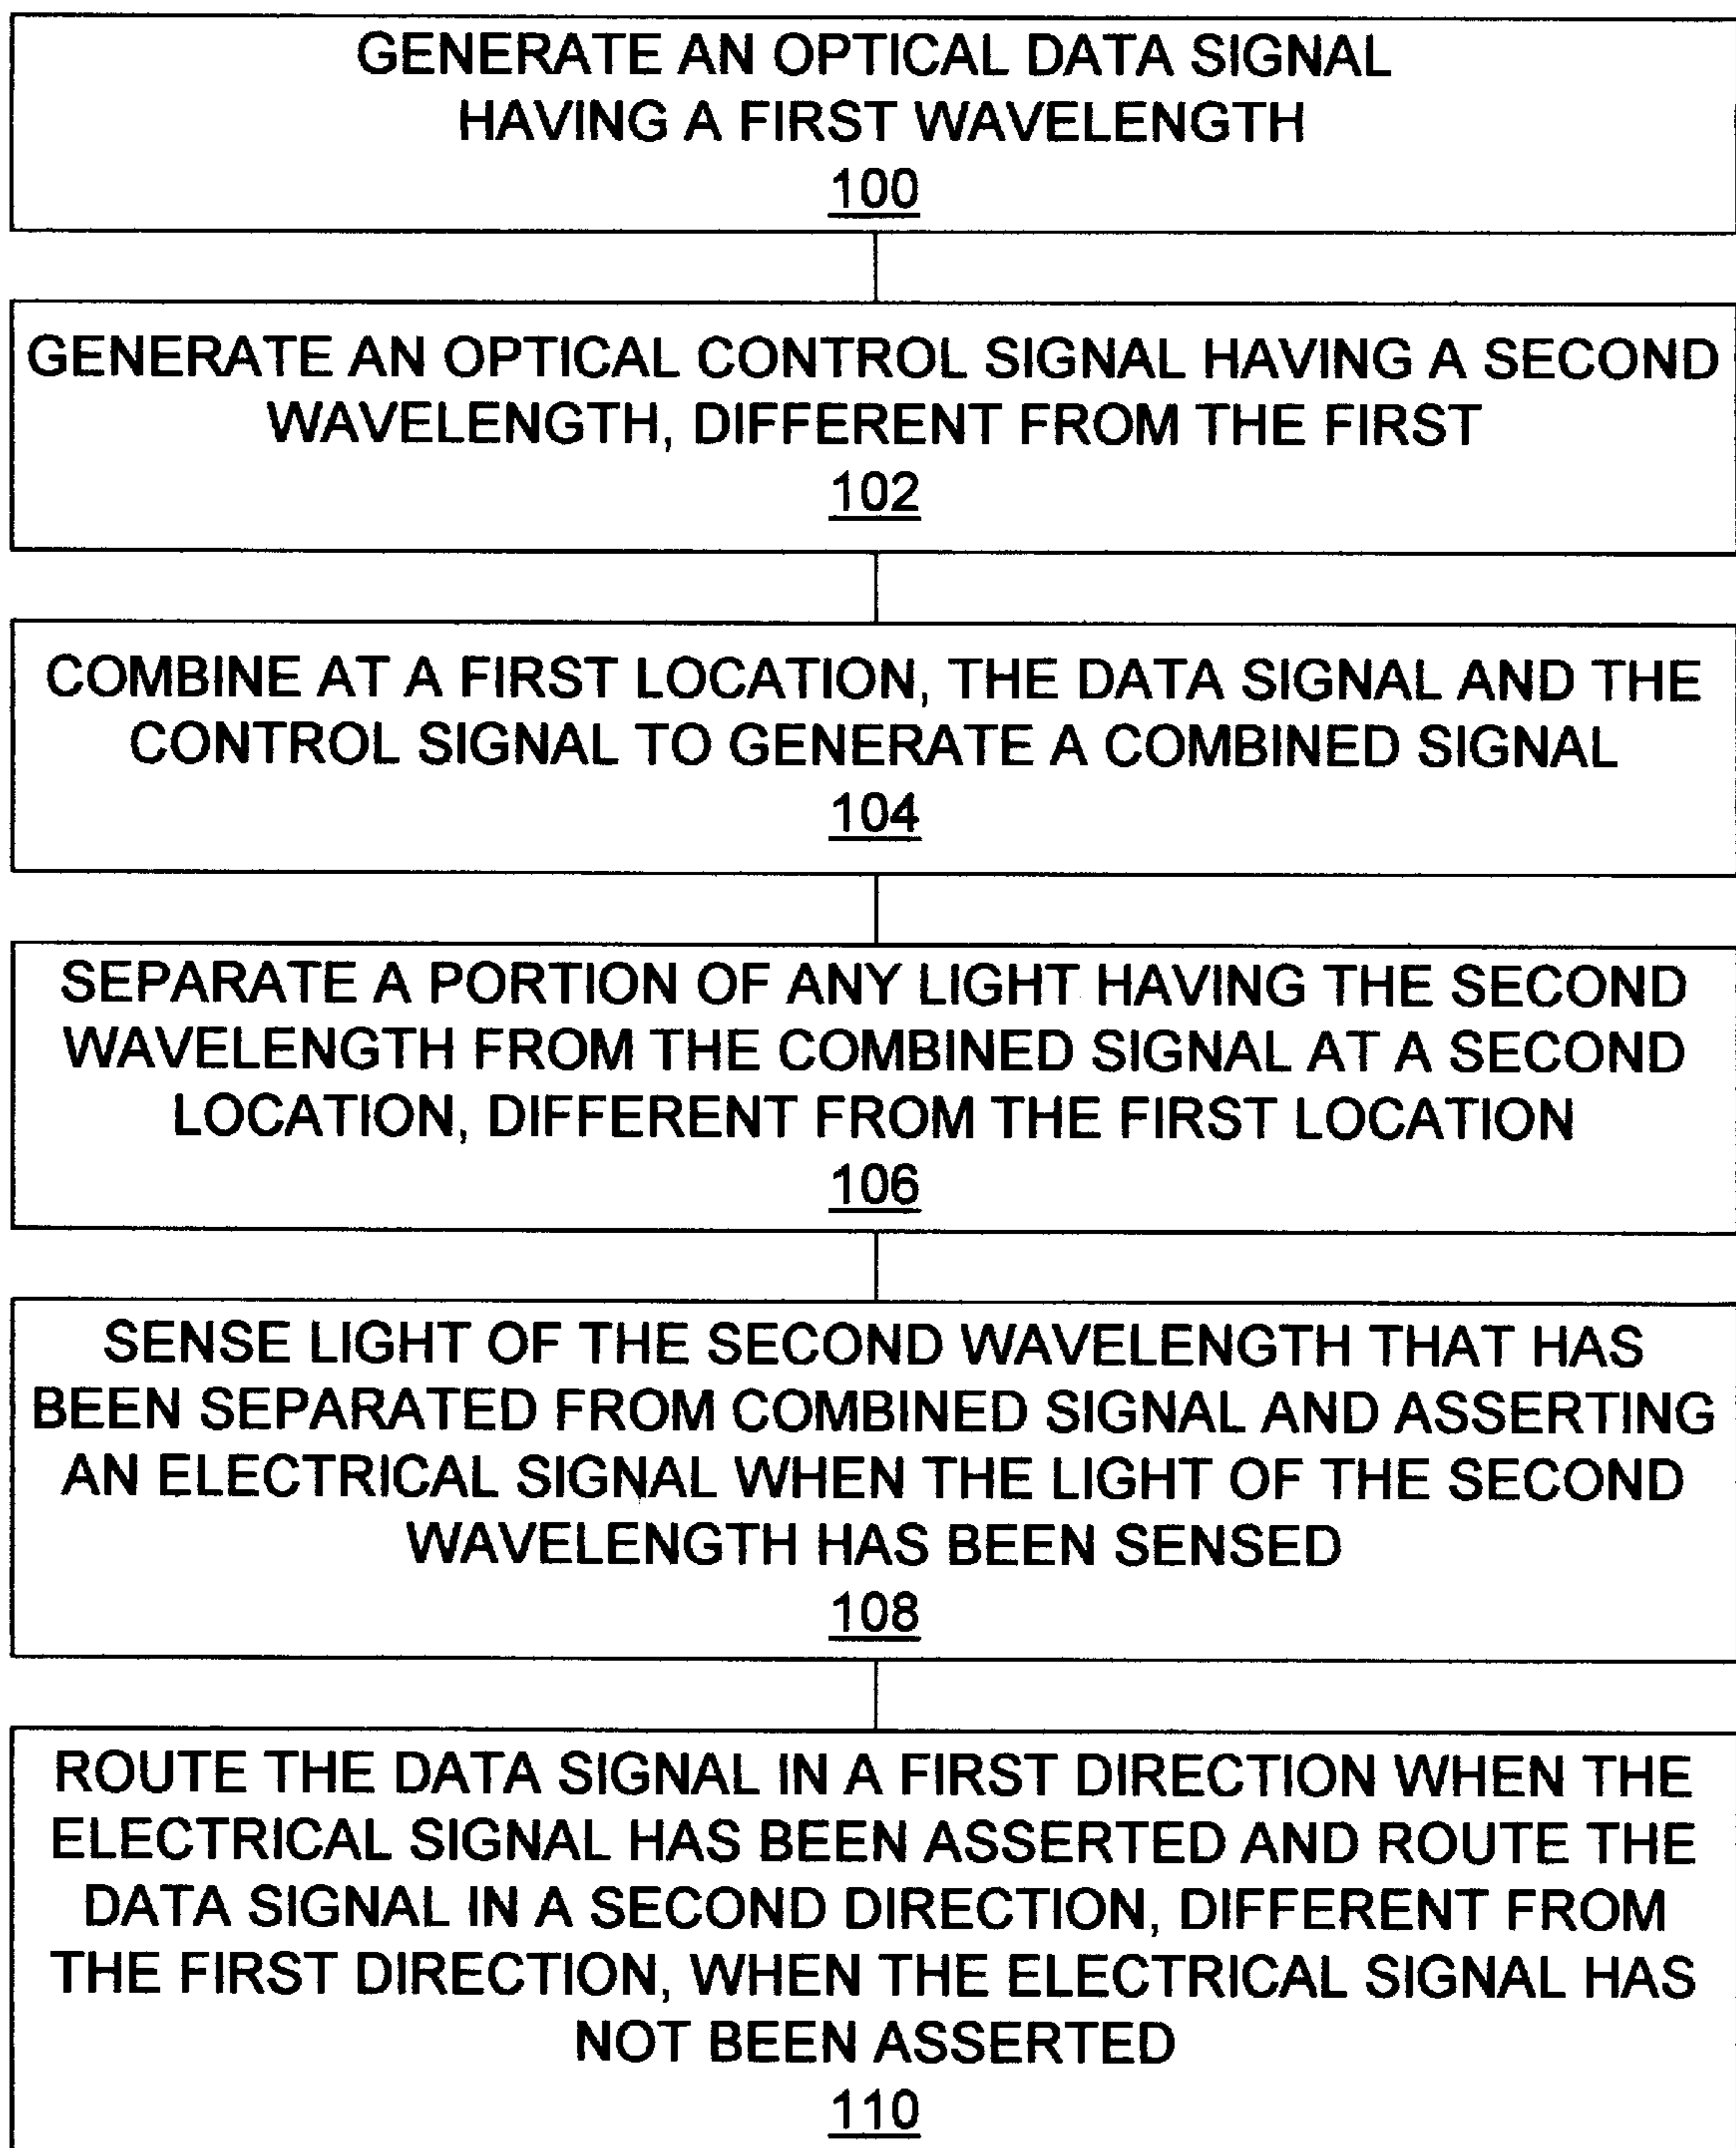 GENERATE AN OPTICAL DATA SIGNAL
HAVING A FIRST WAVELENGTH
100
GENERATE AN OPTICAL CONTROL SIGNAL HAVING A SECOND
WAVELENGTH, DIFFERENT FROM THE FIRST
102
COMBINE AT A FIRST LOCATION, THE DATA SIGNAL AND THE
CONTROL SIGNAL TO GENERATE A COMBINED SIGNAL
104
SEPARATE A PORTION OF ANY LIGHT HAVING THE SECOND
WAVELENGTH FROM THE COMBINED SIGNAL AT A SECOND
LOCATION, DIFFERENT FROM THE FIRST LOCATION
106
SENSE LIGHT OF THE SECOND WAVELENGTH THAT HAS
BEEN SEPARATED FROM COMBINED SIGNAL AND ASSERTING
AN ELECTRICAL SIGNAL WHEN THE LIGHT OF THE SECOND
WAVELENGTH HAS BEEN SENSED
108
ROUTE THE DATA SIGNAL IN A FIRST DIRECTION WHEN THE
ELECTRICAL SIGNAL HAS BEEN ASSERTED AND ROUTE THE
DATA SIGNAL IN A SECOND DIRECTION, DIFFERENT FROM
THE FIRST DIRECTION, WHEN THE ELECTRICAL SIGNAL HAS
NOT BEEN ASSERTED
110